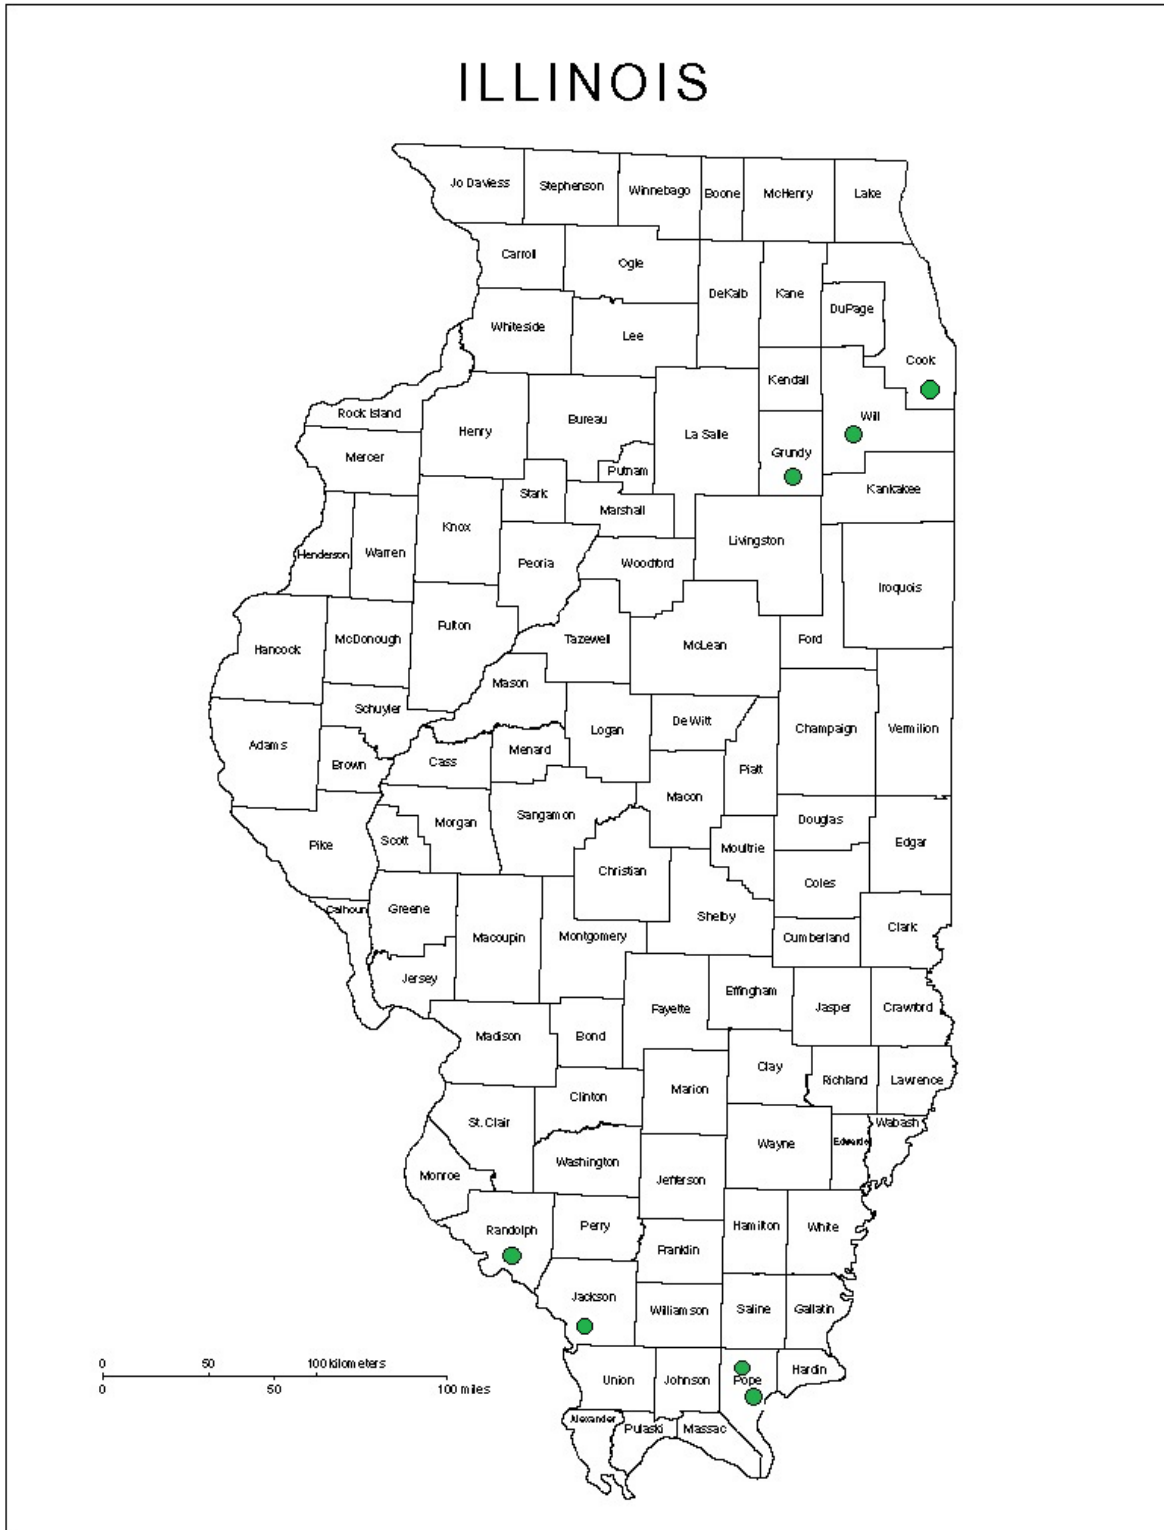 ILLINOIS
Jo Daviess
Stephenson
Winnebago
Boone
McHenry
Lake
Carroll
Ogle
DeKalb
Kane
DuPage
Whiteside
Lee
Cook
Kendall
Rock Island
Henry
Bureau
La Salle
Will
Mercer
Putnam
Grundy
Kankakee
Stark
Marshall
Knox
Livingston
Henderson
Warren
Peoria
Woodford
Iroquois
Hancock
McDonough
Fulton
Tazewell
McLean
Ford
Mason
Schuyler
Logan
De Witt
Champaign
Vermilion
Adams
Brown
Cass
Menard
Piatt
Macon
Pike
Scott
Morgan
Sangamon
Christian
Moultrie
Douglas
Edgar
Coles
Calhoun
Greene
Macoupin
Montgomery
Shelby
Cumberland
Clark
Jersey
Fayette
Effingham
Jasper
Crawford
Madison
Bond
Clay
Richland
Lawrence
Clinton
Marion
St. Clair
Wabash
Washington
Wayne
Edwards
Monroe
Jefferson
Randolph
Perry
Hamilton
White
Franklin
Jackson
Williamson
Saline
Gallatin
Union
Johnson
Pope
Hardin
Alexander
Pulaski
Massac
0 50 100 kilometers
0 50 100 miles